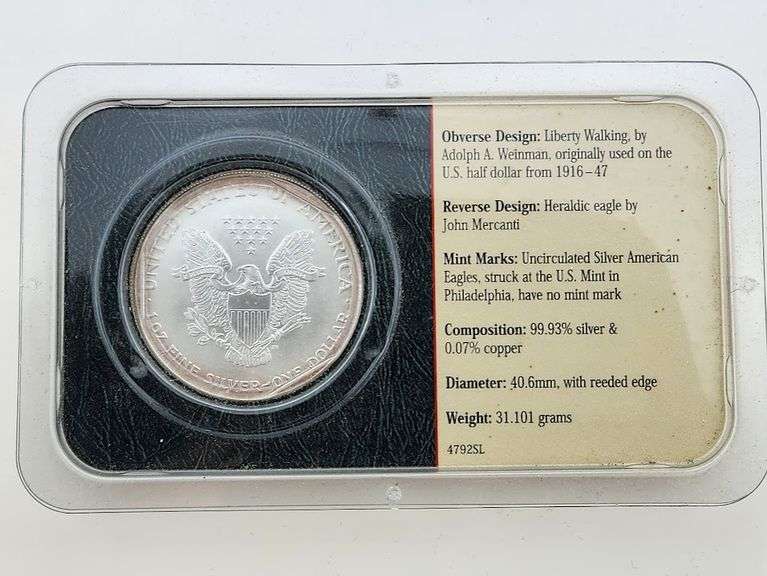 UNITED STATES OF AMERICA
1 OZ. FINE SILVER~ONE DOLLAR
Obverse Design: Liberty Walking, by
Adolph A. Weinman, originally used on the
U.S. half dollar from 1916–47
Reverse Design: Heraldic eagle by
John Mercanti
Mint Marks: Uncirculated Silver American
Eagles, struck at the U.S. Mint in
Philadelphia, have no mint mark
Composition: 99.93% silver &
0.07% copper
Diameter: 40.6mm, with reeded edge
Weight: 31.101 grams
4792SL